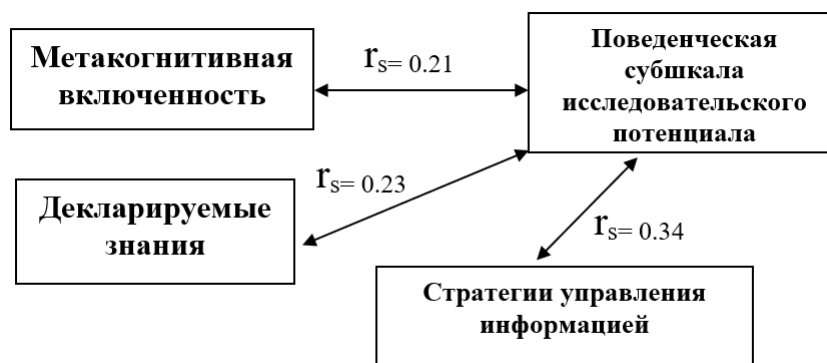 Метакогнитивная
включенность
rs= 0.21
Поведенческая
субшкала
исследовательского
потенциала
Декларируемые
знания
rs= 0.23
rs= 0.34
Стратегии управления
информацией